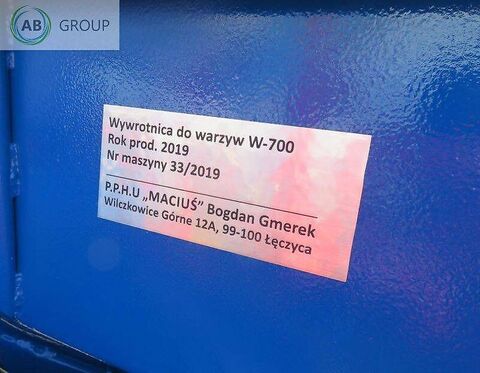 AB GROUP
Wywrotnica do warzyw W-700
Rok prod. 2019
Nr maszyny 33/2019
P.P.H.U „MACIUŚ” Bogdan Gmerek
Wilczkowice Górne 12A, 99-100 Łęczyca